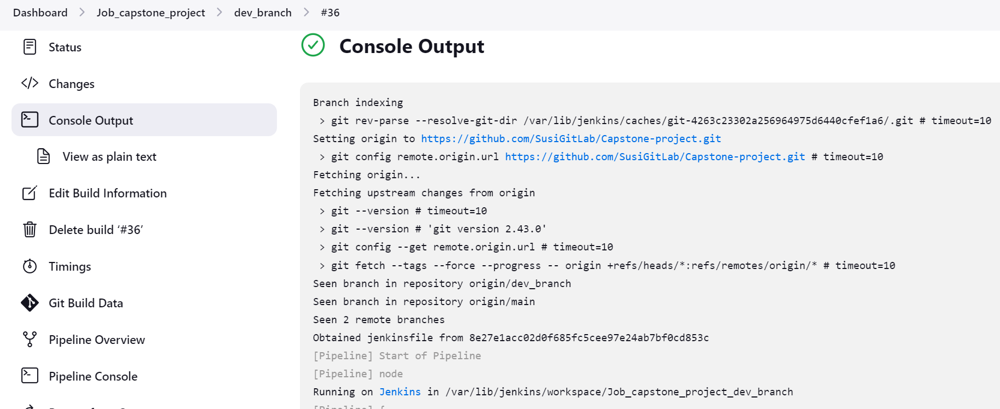 Dashboard > Job_capstone_project > dev_branch > #36
Status
Changes
Console Output
View as plain text
Edit Build Information
Delete build ‘#36’
Timings
Git Build Data
Pipeline Overview
Pipeline Console
Console Output
Branch indexing
> git rev-parse --resolve-git-dir /var/lib/jenkins/caches/git-4263c23302a256964975d6440cfef1a6/.git # timeout=10
Setting origin to https://github.com/SusiGitLab/Capstone-project.git
> git config remote.origin.url https://github.com/SusiGitLab/Capstone-project.git # timeout=10
Fetching origin...
Fetching upstream changes from origin
> git --version # timeout=10
> git --version # 'git version 2.43.0'
> git config --get remote.origin.url # timeout=10
> git fetch --tags --force --progress -- origin +refs/heads/*:refs/remotes/origin/* # timeout=10
Seen branch in repository origin/dev_branch
Seen branch in repository origin/main
Seen 2 remote branches
Obtained jenkinsfile from 8e27e1acc02d0f685fc5cee97e24ab7bf0cd853c
[Pipeline] Start of Pipeline
[Pipeline] node
Running on Jenkins in /var/lib/jenkins/workspace/Job_capstone_project_dev_branch
[Pipeline] {